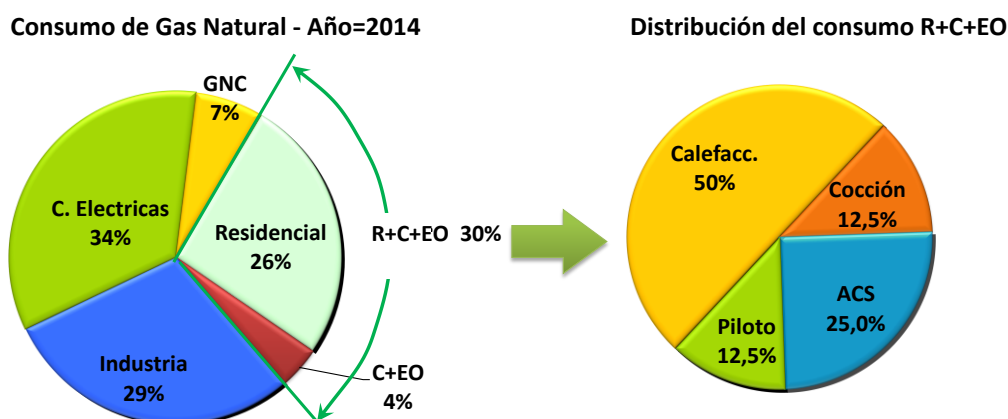 Consumo de Gas Natural - Año=2014
GNC
7%
C. Electricas
34%
Residencial
26%
R+C+EO 30%
Industria
29%
C+EO
4%
Distribución del consumo R+C+EO
Calefacc.
50%
Cocción
12,5%
ACS
25,0%
Piloto
12,5%